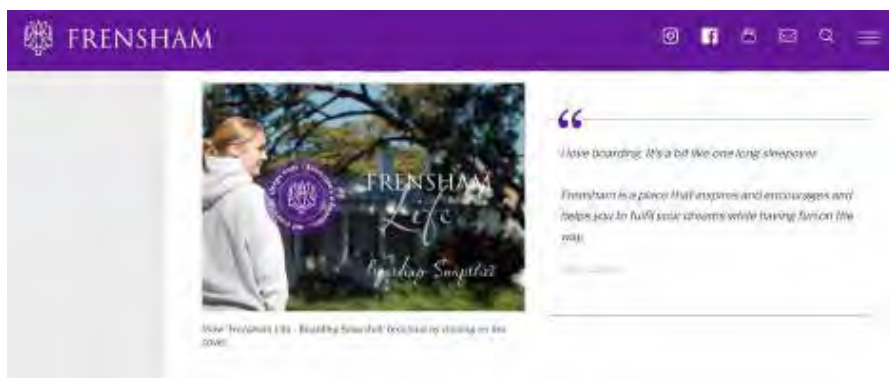 FRENSHAM
FRENSHAM
Life
Boarding Snapshot
View 'Frensham Life - Boarding Snapshot' brochure by clicking on the
cover.
“
I love boarding. It's a bit like one long sleepover.
Frensham is a place that inspires and encourages and
helps you to fulfil your dreams while having fun on the
way.